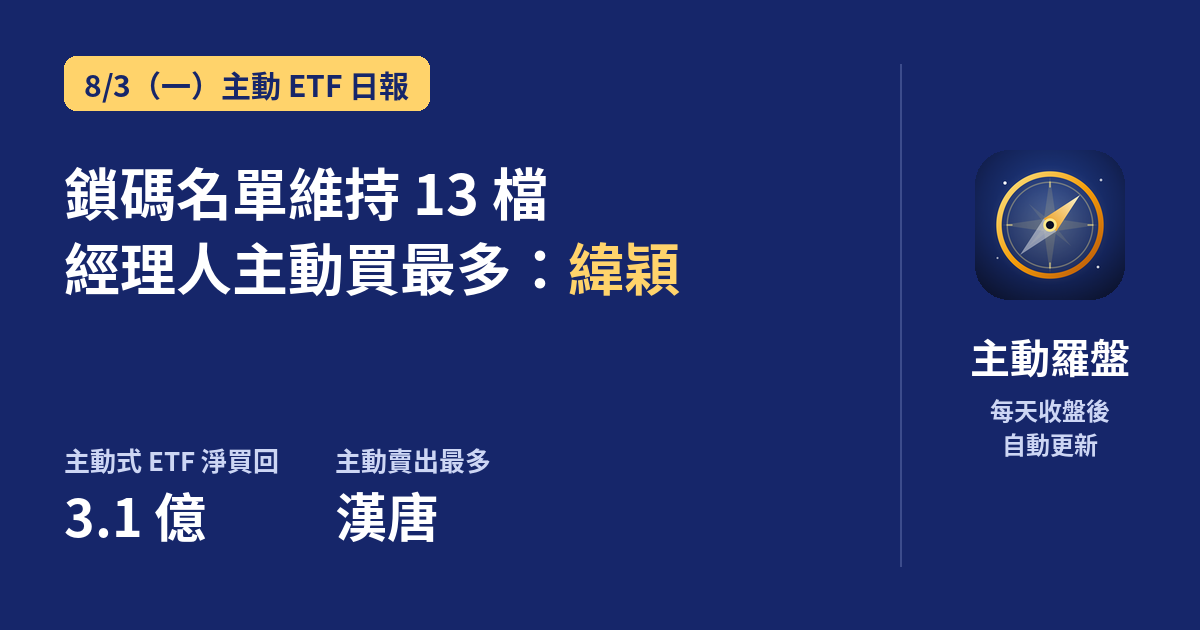 8/3（一）主動 ETF 日報
鎖碼名單維持 13 檔
經理人主動買最多：緯穎
主動式 ETF 淨買回
3.1 億
主動賣出最多
漢唐
主動羅盤
每天收盤後
自動更新